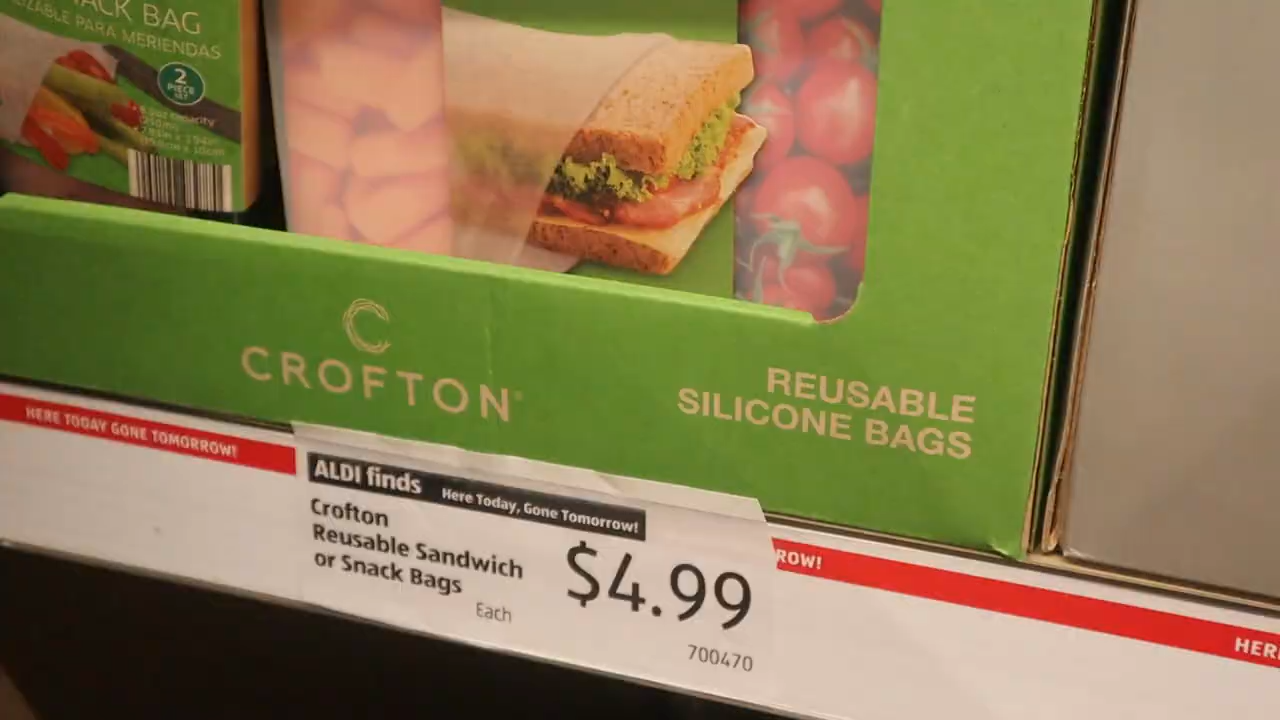 ACK BAG
IZABLE PARA MERIENDAS
2
PIECE
SET
CROFTON
REUSABLE
SILICONE BAGS
HERE TODAY GONE TOMORROW!
ALDI finds Here Today, Gone Tomorrow!
Crofton
Reusable Sandwich
or Snack Bags
Each
$4.99
700470
ROW!
HER